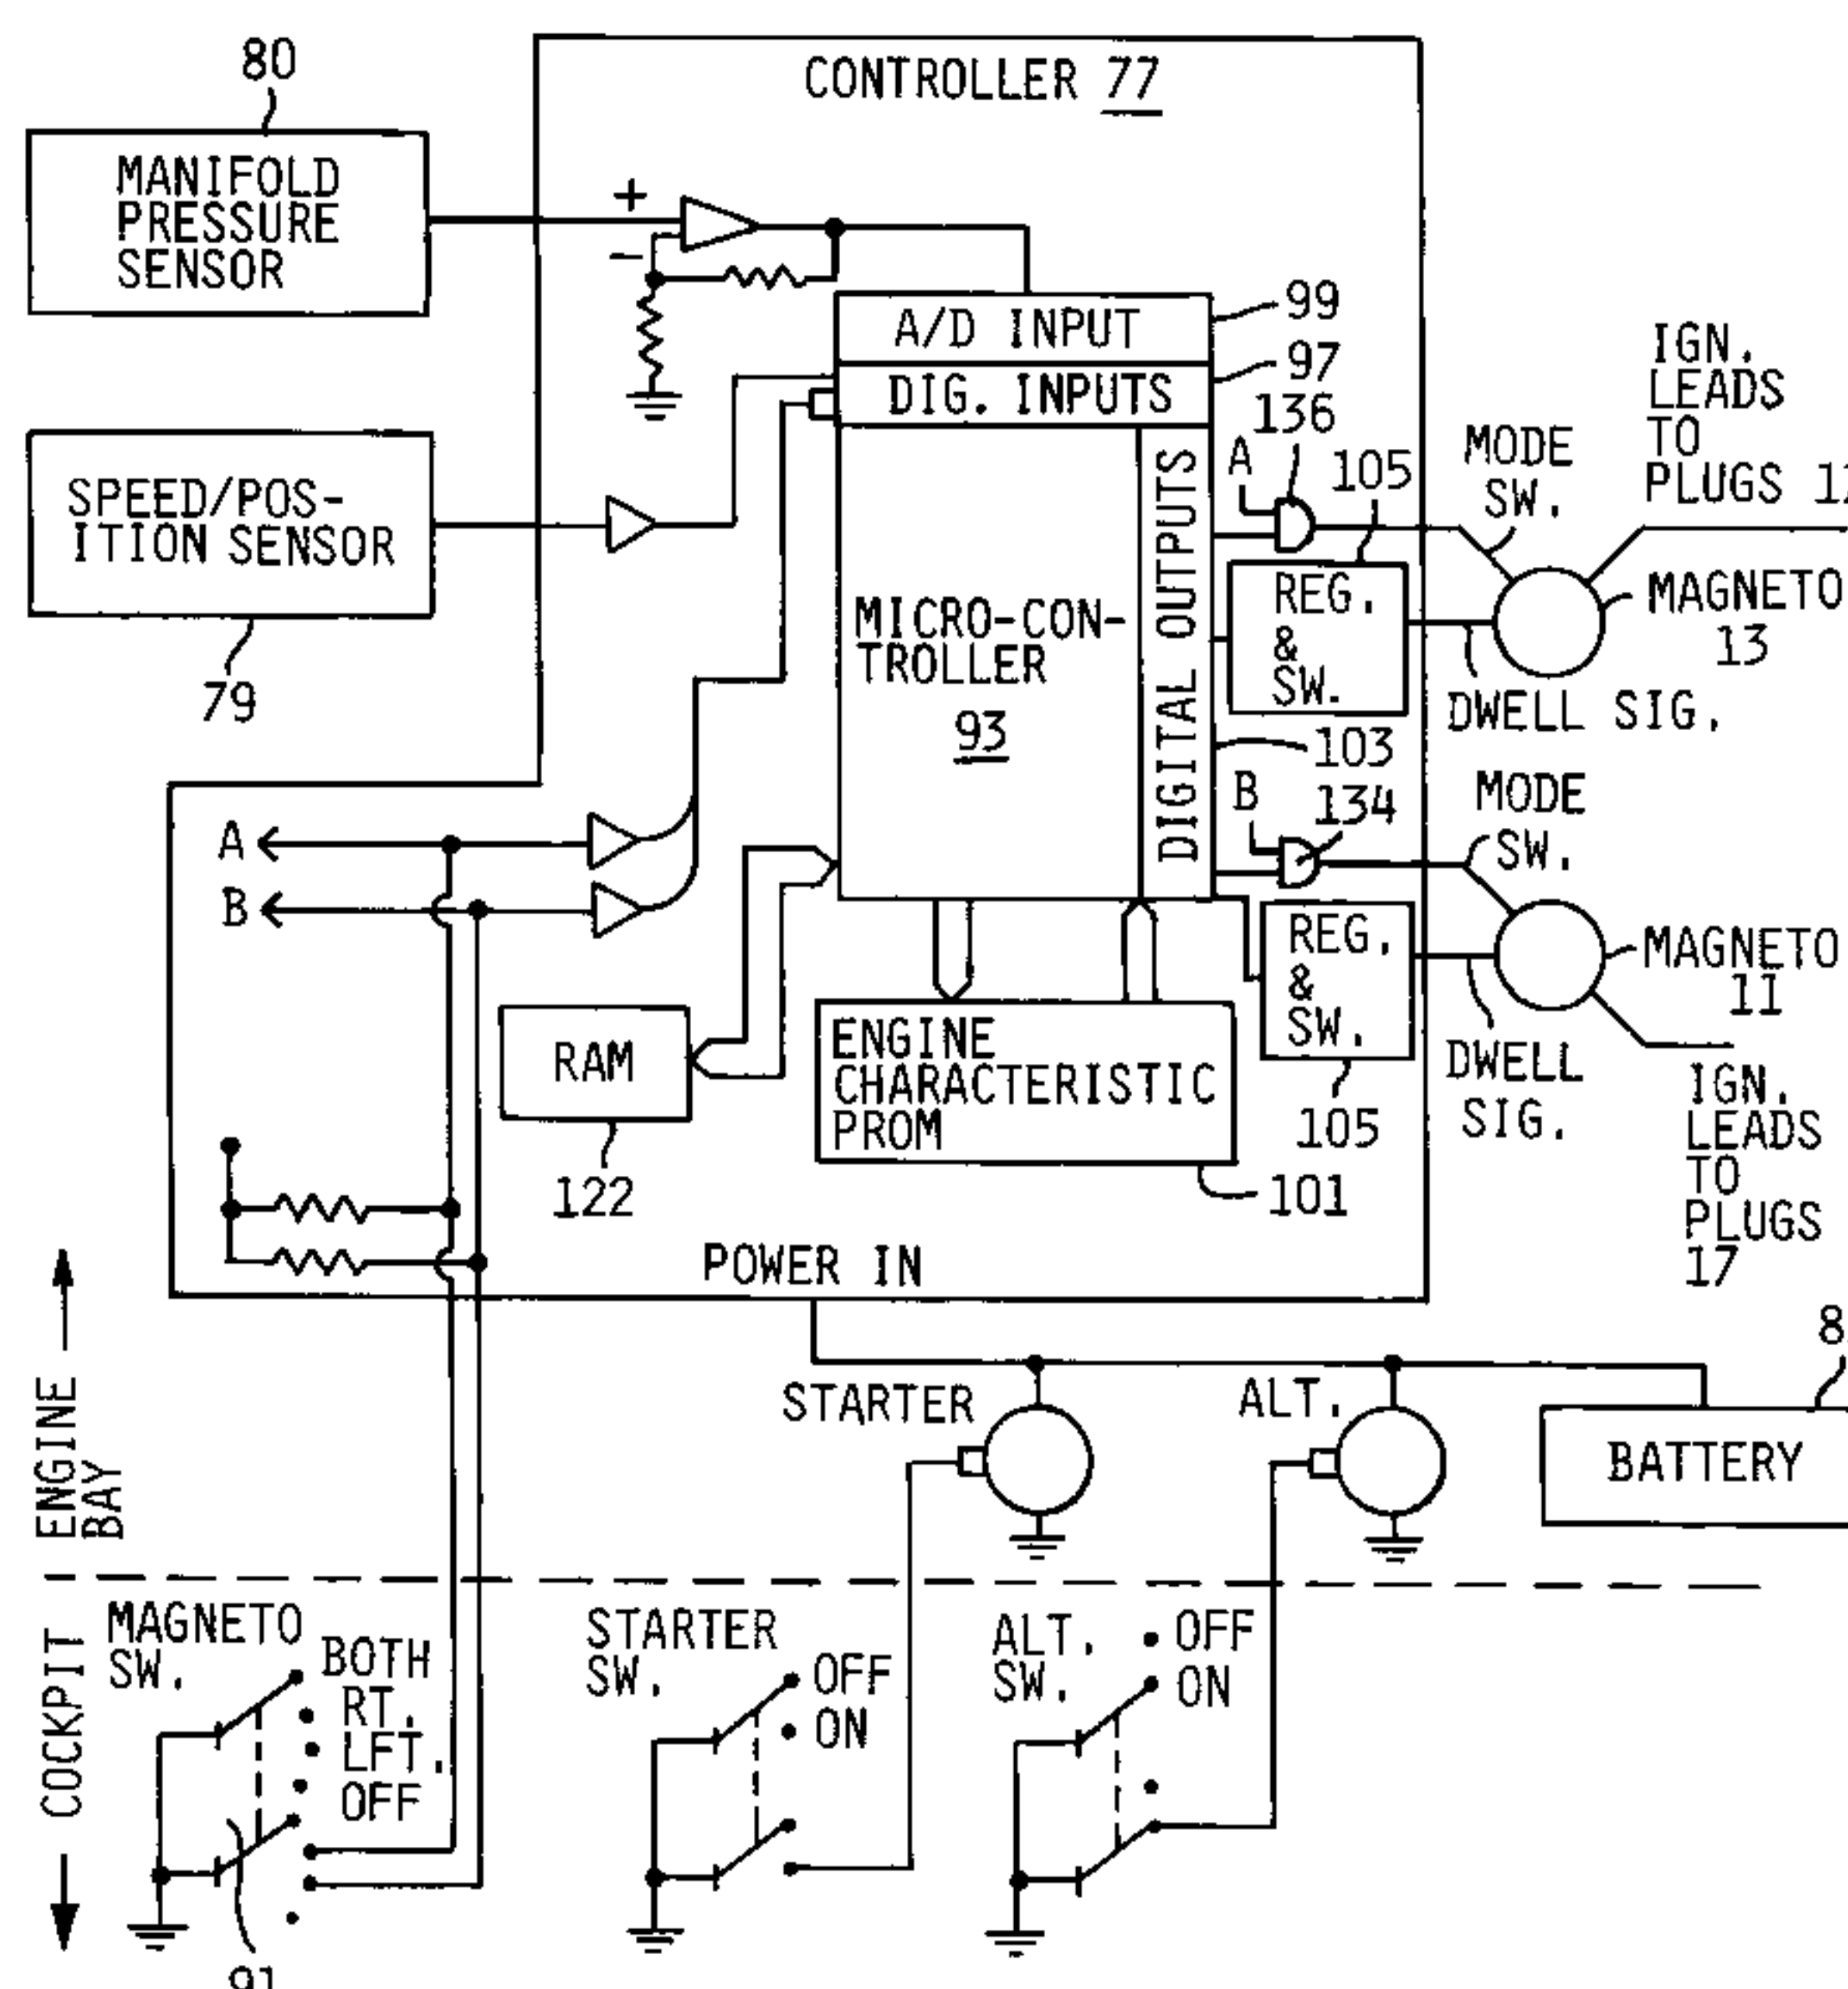 80
CONTROLLER 77
MANIFOLD
PRESSURE
SENSOR
+
-
A/D INPUT
99
DIG. INPUTS
97
136
A
105
MODE
SW.
IGN.
LEADS
TO
PLUGS
SPEED/POS-
ITION SENSOR
79
MICRO-CON-
TROLLER
93
DIGITAL OUTPUTS
REG.
&
SW.
MAGNETO
13
DWELL SIG.
103
B
134
MODE
SW.
A
B
REG.
&
SW.
105
MAGNETO
11
DWELL
SIG.
IGN.
LEADS
TO
PLUGS
17
RAM
122
ENGINE
CHARACTERISTIC
PROM
101
POWER IN
ENGINE
BAY
STARTER
ALT.
BATTERY
COCKPIT
MAGNETO
SW.
BOTH
RT.
LFT.
OFF
91
STARTER
SW.
OFF
ON
ALT.
SW.
OFF
ON